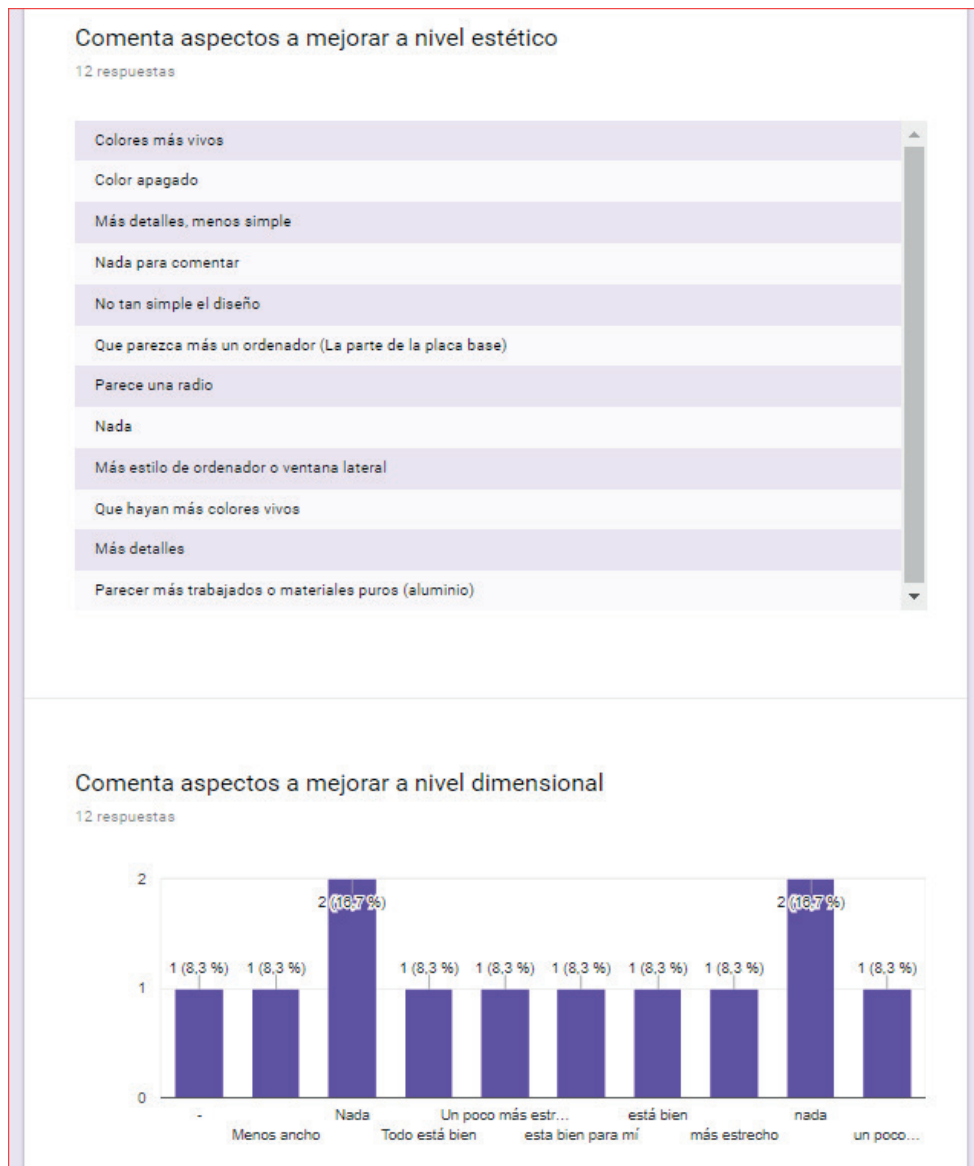 Comenta aspectos a mejorar a nivel estético
12 respuestas
Colores más vivos
Color apagado
Más detalles, menos simple
Nada para comentar
No tan simple el diseño
Que parezca más un ordenador (La parte de la placa base)
Parece una radio
Nada
Más estilo de ordenador o ventana lateral
Que hayan más colores vivos
Más detalles
Parecer más trabajados o materiales puros (aluminio)
Comenta aspectos a mejorar a nivel dimensional
12 respuestas
2
2 (16,7 %) 2 (16,7 %)
1 (8,3 %) 1 (8,3 %) 1 (8,3 %) 1 (8,3 %) 1 (8,3 %) 1 (8,3 %) 1 (8,3 %) 1 (8,3 %)
1
0
- Nada Un poco más estr... está bien nada
Menos ancho Todo está bien esta bien para mí más estrecho un poco...